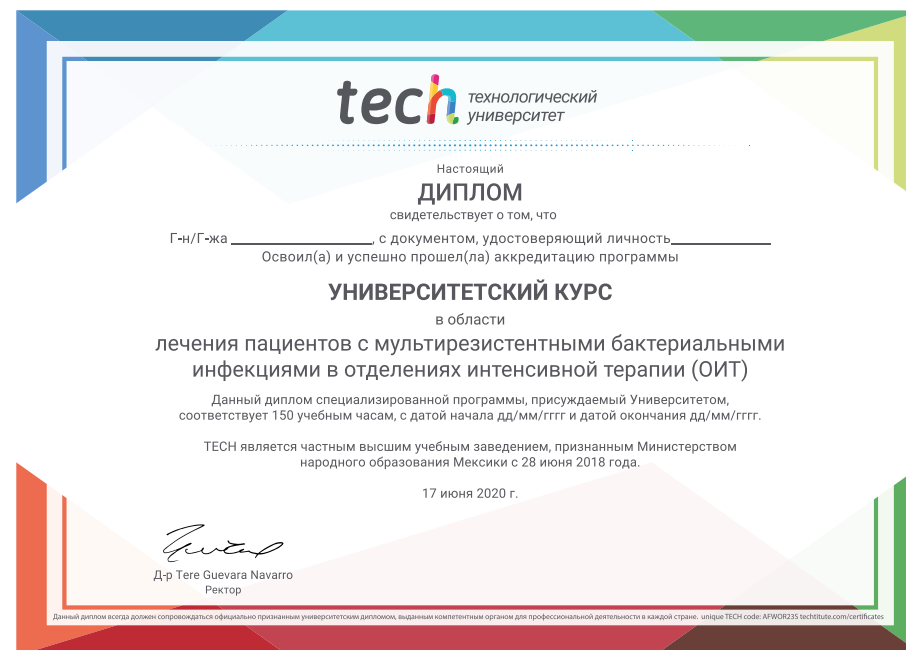 tech технологический
университет
Настоящий
ДИПЛОМ
свидетельствует о том, что
Г-н/Г-жа ____________________, с документом, удостоверяющий личность______________
Освоил(а) и успешно прошел(ла) аккредитацию программы
УНИВЕРСИТЕТСКИЙ КУРС
в области
лечения пациентов с мультирезистентными бактериальными
инфекциями в отделениях интенсивной терапии (ОИТ)
Данный диплом специализированной программы, присуждаемый Университетом,
соответствует 150 учебным часам, с датой начала дд/мм/гггг и датой окончания дд/мм/гггг.
TECH является частным высшим учебным заведением, признанным Министерством
народного образования Мексики с 28 июня 2018 года.
17 июня 2020 г.
Д-р Tere Guevara Navarro
Ректор
Данный диплом всегда должен сопровождаться официально признанным университетским дипломом, выданным компетентным органом для профессиональной деятельности в каждой стране. unique TECH code: AFWOR23S techtitute.com/certificates